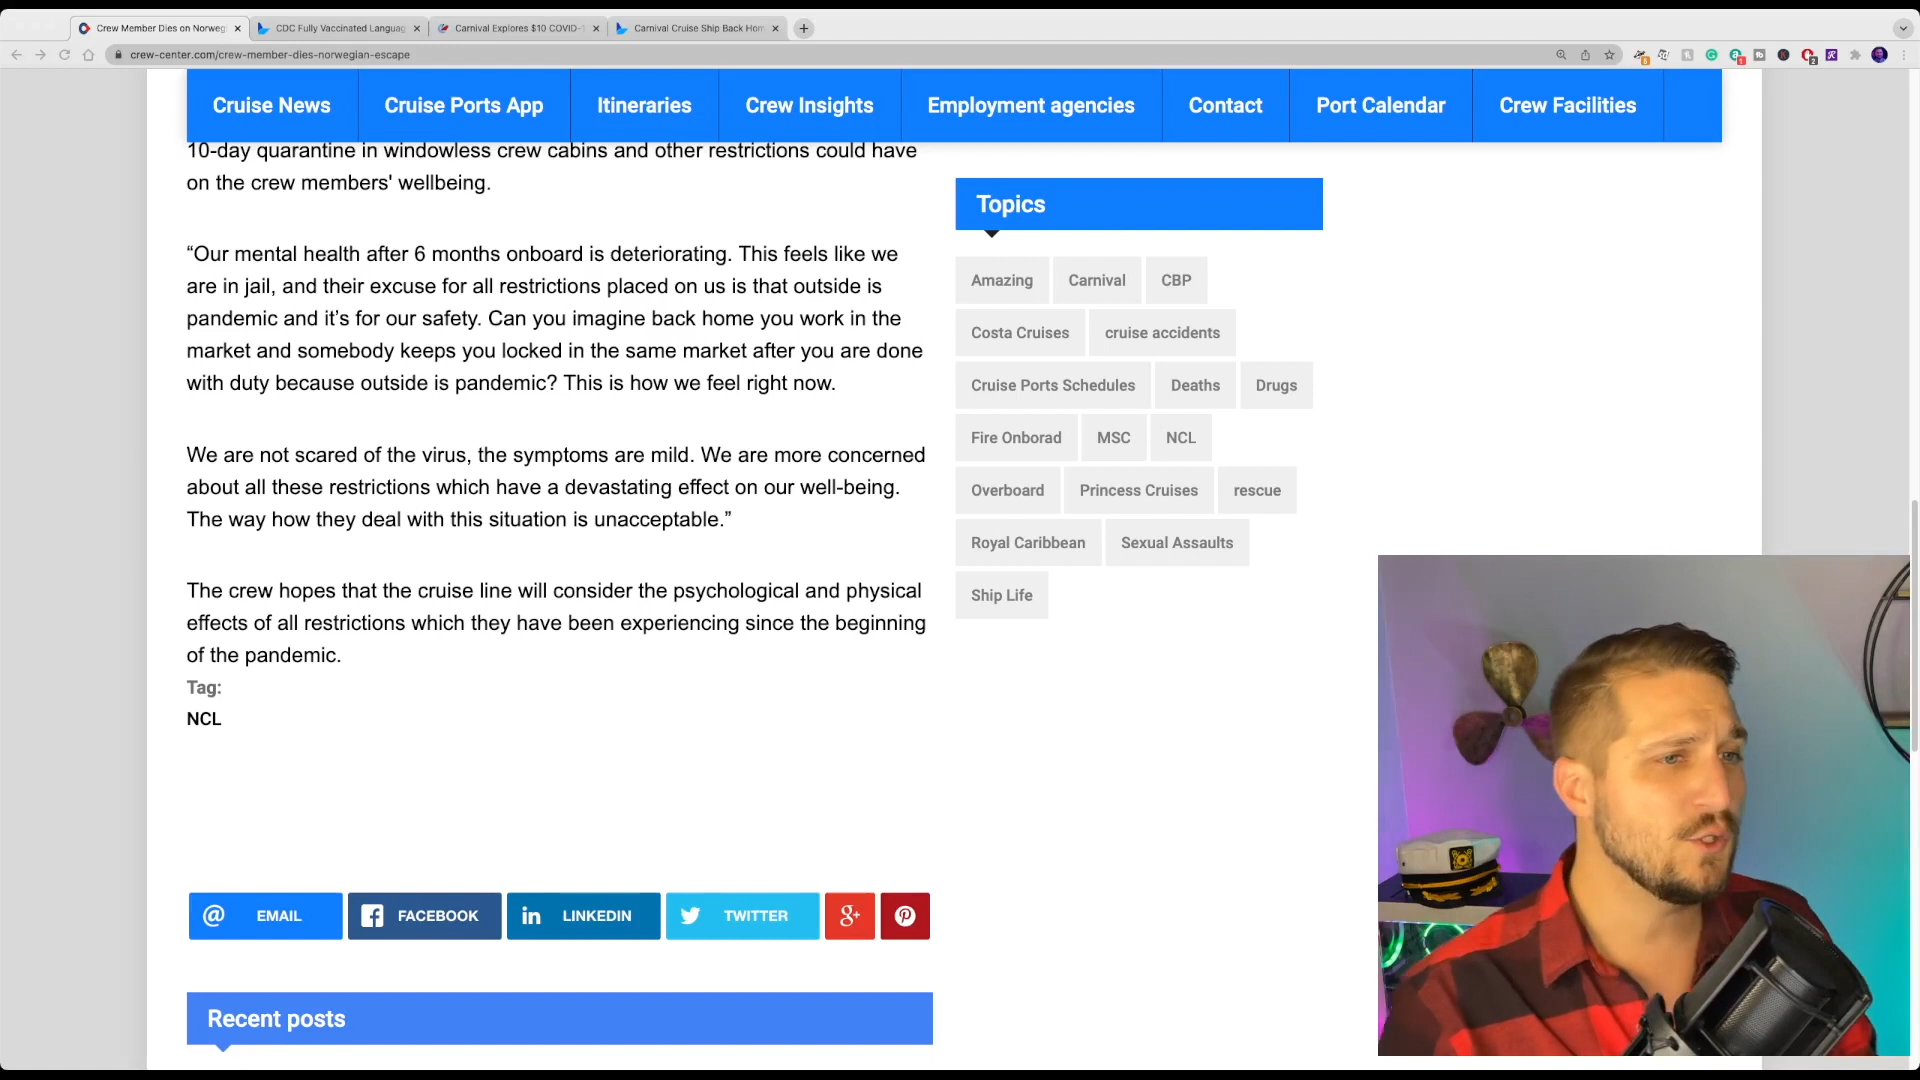 Crew Member Dies on Norweg
CDC Fully Vaccinated Languag
Carnival Explores $10 COVID-1
Carnival Cruise Ship Back Hom
crew-center.com/crew-member-dies-norwegian-escape
Cruise News
Cruise Ports App
Itineraries
Crew Insights
Employment agencies
Contact
Port Calendar
Crew Facilities
10-day quarantine in windowless crew cabins and other restrictions could have
on the crew members' wellbeing.
“Our mental health after 6 months onboard is deteriorating. This feels like we
are in jail, and their excuse for all restrictions placed on us is that outside is
pandemic and it’s for our safety. Can you imagine back home you work in the
market and somebody keeps you locked in the same market after you are done
with duty because outside is pandemic? This is how we feel right now.
We are not scared of the virus, the symptoms are mild. We are more concerned
about all these restrictions which have a devastating effect on our well-being.
The way how they deal with this situation is unacceptable.”
The crew hopes that the cruise line will consider the psychological and physical
effects of all restrictions which they have been experiencing since the beginning
of the pandemic.
Tag:
NCL
@ EMAIL
FACEBOOK
in LINKEDIN
TWITTER
g+
Recent posts
Topics
Amazing
Carnival
CBP
Costa Cruises
cruise accidents
Cruise Ports Schedules
Deaths
Drugs
Fire Onborad
MSC
NCL
Overboard
Princess Cruises
rescue
Royal Caribbean
Sexual Assaults
Ship Life